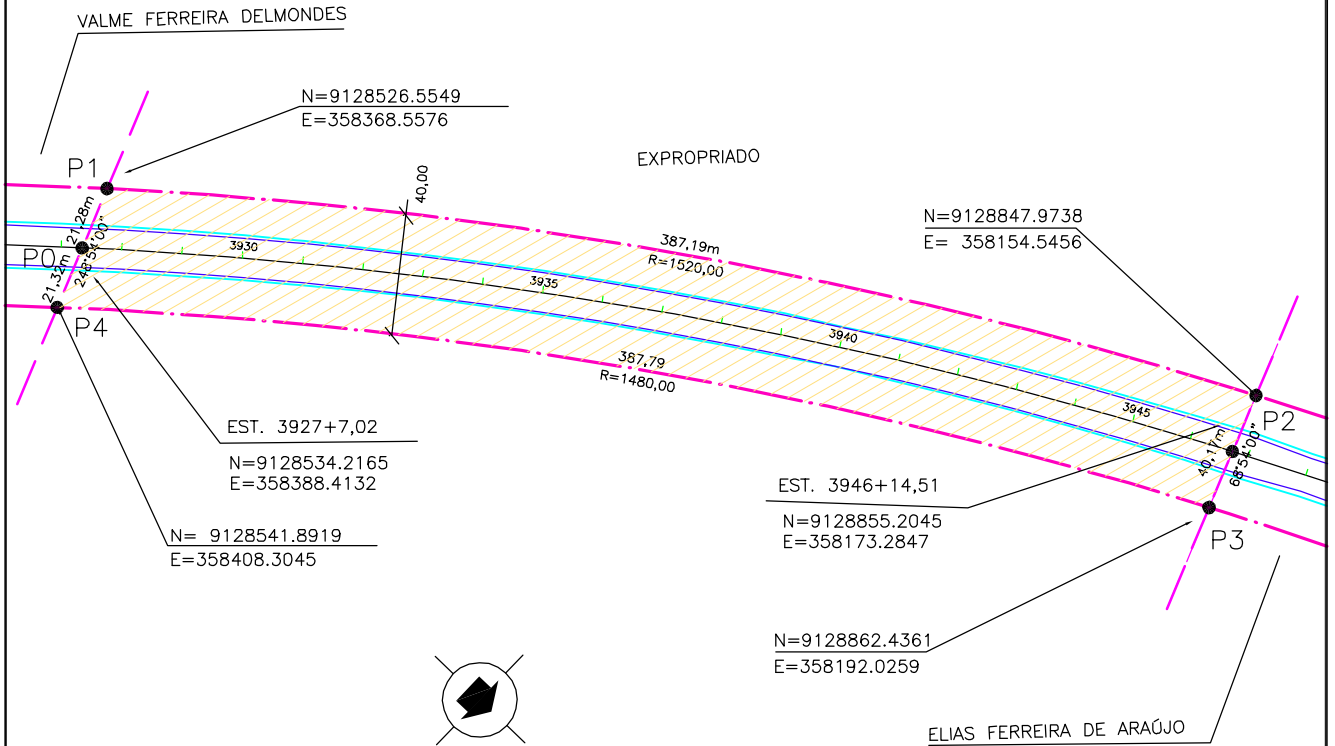 VALME FERREIRA DELMONDES
N=9128526.5549
E=358368.5576
EXPROPRIADO
P1
40,00
N=9128847.9738
E= 358154.5456
21,28m
248°54'00"
P0
21,32m
3930
387,19m
R=1520,00
3935
P4
3940
387,79
R=1480,00
3945
P2
40,17m
68°54'00"
EST. 3927+7,02
N=9128534.2165
E=358388.4132
EST. 3946+14,51
N=9128855.2045
E=358173.2847
P3
N= 9128541.8919
E=358408.3045
N=9128862.4361
E=358192.0259
ELIAS FERREIRA DE ARAÚJO